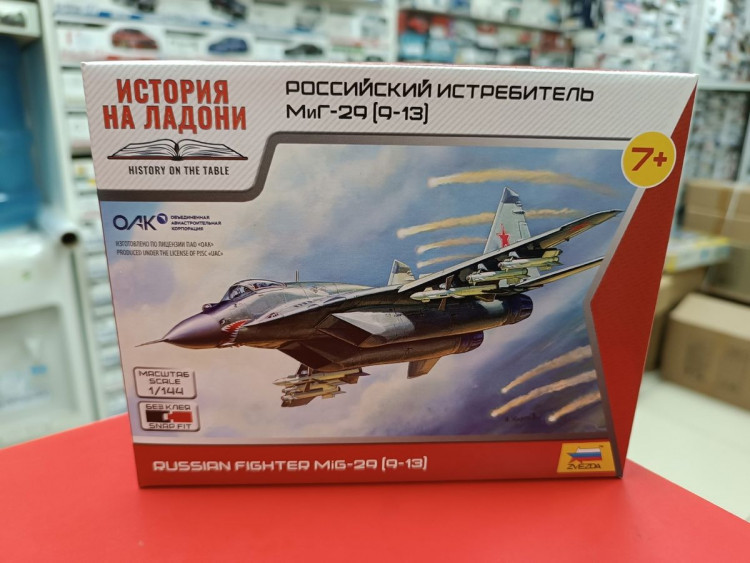 ИСТОРИЯ
НА ЛАДОНИ
HISTORY ON THE TABLE
РОССИЙСКИЙ ИСТРЕБИТЕЛЬ
МиГ-29 (9-13)
7+
ОАК
ОБЪЕДИНЕННАЯ
АВИАСТРОИТЕЛЬНАЯ
КОРПОРАЦИЯ
ИЗГОТОВЛЕНО ПО ЛИЦЕНЗИИ ПАО «ОАК»
PRODUCED UNDER THE LICENSE OF PJSC «UAC»
МАСШТАБ
SCALE
1/144
БЕЗ КЛЕЯ
SNAP FIT
RUSSIAN FIGHTER MiG-29 (9-13)
ZVEZDA